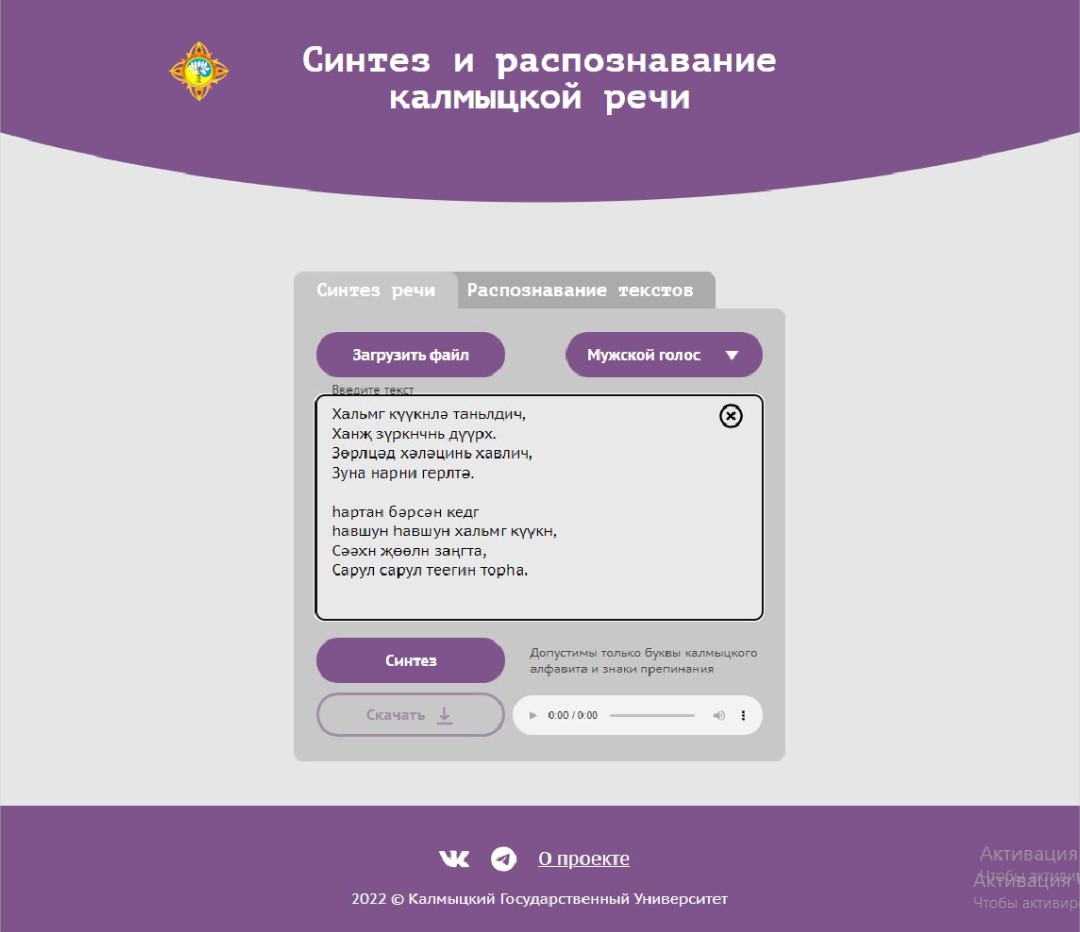 Синтез и распознавание
калмыцкой речи
Синтез речи
Распознавание текстов
Загрузить файл
Мужской голос
Введите текст
Хальмг күүкнлә таньлдич,
Ханҗ зүркнчнь дүүрх.
Зөрлцәд хәләцинь хавлич,
Зуна нарни герлтә.
һартан бәрсән кедг
һавшун һавшун хальмг күүкн,
Сәәхн җөөлн заңгта,
Сарул сарул теегин торһа.
Синтез
Допустимы только буквы калмыцкого
алфавита и знаки препинания
Скачать
0:00 / 0:00
О проекте
2022 © Калмыцкий Государственный Университет
Активация
Активация
Чтобы активир